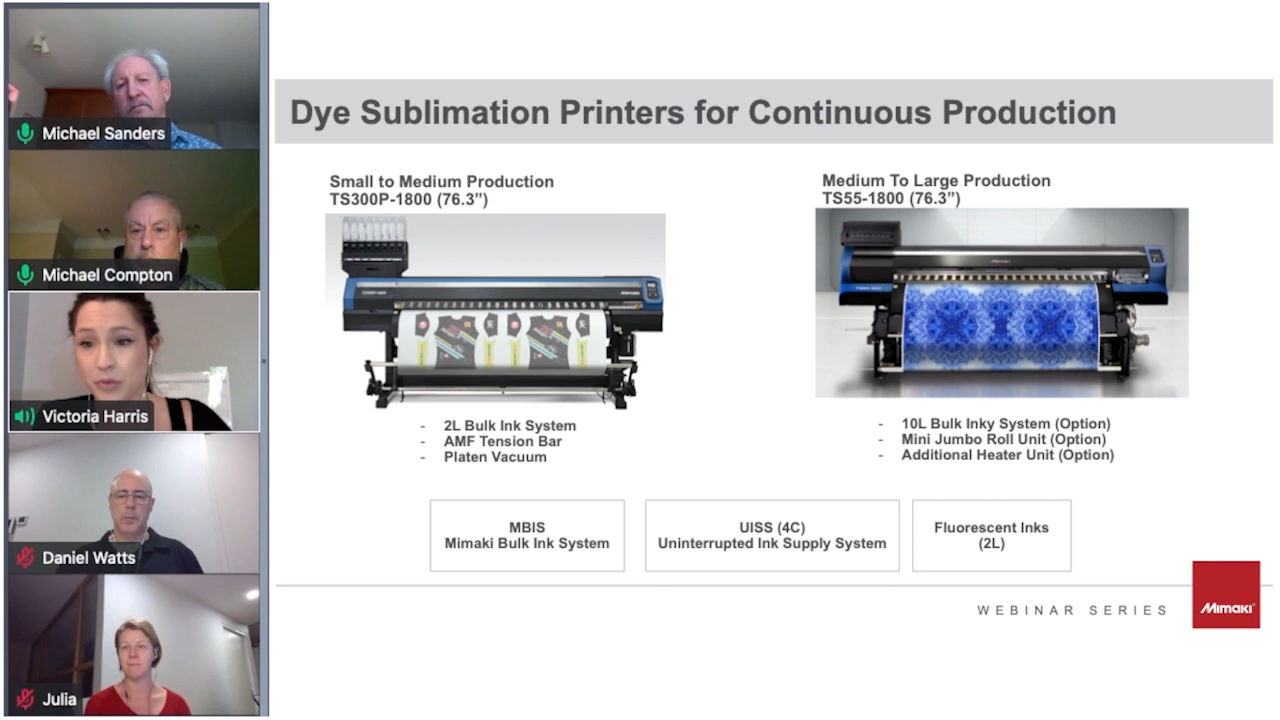 Michael Sanders
Michael Compton
Victoria Harris
Daniel Watts
Julia
Dye Sublimation Printers for Continuous Production
Small to Medium Production
TS300P-1800 (76.3”)
- 2L Bulk Ink System
- AMF Tension Bar
- Platen Vacuum
Medium To Large Production
TS55-1800 (76.3”)
Mimaki
- 10L Bulk Inky System (Option)
- Mini Jumbo Roll Unit (Option)
- Additional Heater Unit (Option)
MBIS
Mimaki Bulk Ink System
UISS (4C)
Uninterrupted Ink Supply System
Fluorescent Inks
(2L)
WEBINAR SERIES
Mimaki